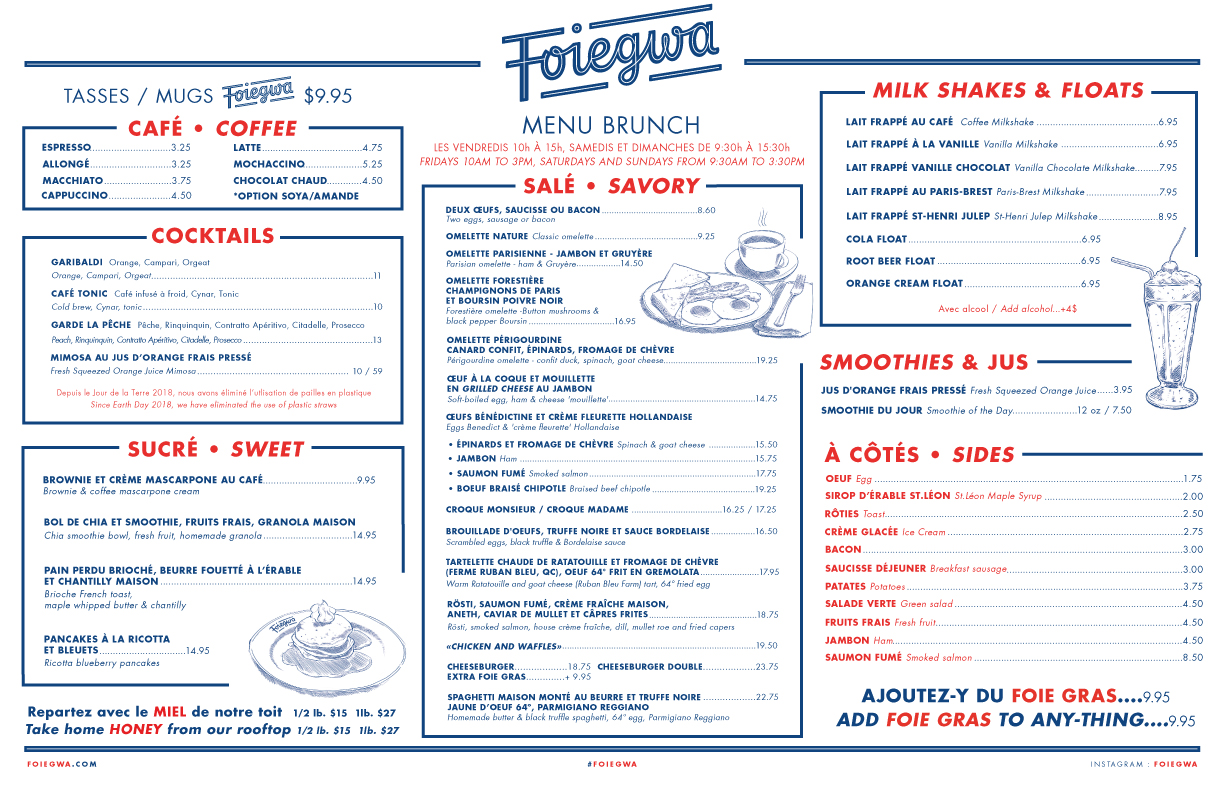 Foiegwa
TASSES / MUGS Foiegwa $9.95
CAFÉ • COFFEE
ESPRESSO....................3.25
ALLONGÉ....................3.25
MACCHIATO....................3.75
CAPPUCCINO....................4.50
LATTE....................4.75
MOCHACCINO....................5.25
CHOCOLAT CHAUD....................4.50
*OPTION SOYA/AMANDE
COCKTAILS
GARIBALDI Orange, Campari, Orgeat
Orange, Campari, Orgeat....................11
CAFÉ TONIC Café infusé à froid, Cynar, Tonic
Cold brew, Cynar, tonic....................10
GARDE LA PÊCHE Pêche, Rinquinquin, Contratto Apéritivo, Citadelle, Prosecco
Peach, Rinquinquin, Contratto Apéritivo, Citadelle, Prosecco....................13
MIMOSA AU JUS D'ORANGE FRAIS PRESSÉ
Fresh Squeezed Orange Juice Mimosa....................10 / 59
Depuis le Jour de la Terre 2018, nous avons éliminé l'utlisation de pailles en plastique
Since Earth Day 2018, we have eliminated the use of plastic straws
SUCRÉ • SWEET
BROWNIE ET CRÈME MASCARPONE AU CAFÉ....................9.95
Brownie & coffee mascarpone cream
BOL DE CHIA ET SMOOTHIE, FRUITS FRAIS, GRANOLA MAISON
Chia smoothie bowl, fresh fruit, homemade granola....................14.95
PAIN PERDU BRIOCHÉ, BEURRE FOUETTÉ À L'ÉRABLE
ET CHANTILLY MAISON....................14.95
Brioche French toast,
maple whipped butter & chantilly
PANCAKES À LA RICOTTA
ET BLEUETS....................14.95
Ricotta blueberry pancakes
Foiegwa
Repartez avec le MIEL de notre toit 1/2 lb. $15 1lb. $27
Take home HONEY from our rooftop 1/2 lb. $15 1lb. $27
MENU BRUNCH
LES VENDREDIS 10h À 15h, SAMEDIS ET DIMANCHES DE 9:30h À 15:30h
FRIDAYS 10AM TO 3PM, SATURDAYS AND SUNDAYS FROM 9:30AM TO 3:30PM
SALÉ • SAVORY
DEUX ŒUFS, SAUCISSE OU BACON....................8.60
Two eggs, sausage or bacon
OMELETTE NATURE Classic omelette....................9.25
OMELETTE PARISIENNE - JAMBON ET GRUYÈRE
Parisian omelette - ham & Gruyère....................14.50
OMELETTE FORESTIÈRE
CHAMPIGNONS DE PARIS
ET BOURSIN POIVRE NOIR
Forestière omelette -Button mushrooms &
black pepper Boursin....................16.95
OMELETTE PÉRIGOURDINE
CANARD CONFIT, ÉPINARDS, FROMAGE DE CHÈVRE
Périgourdine omelette - confit duck, spinach, goat cheese....................19.25
ŒUF À LA COQUE ET MOUILLETTE
EN GRILLED CHEESE AU JAMBON
Soft-boiled egg, ham & cheese 'mouillette'....................14.75
ŒUFS BÉNÉDICTINE ET CRÈME FLEURETTE HOLLANDAISE
Eggs Benedict & 'crème fleurette' Hollandaise
• ÉPINARDS ET FROMAGE DE CHÈVRE Spinach & goat cheese....................15.50
• JAMBON Ham....................15.75
• SAUMON FUMÉ Smoked salmon....................17.75
• BOEUF BRAISÉ CHIPOTLE Braised beef chipotle....................19.25
CROQUE MONSIEUR / CROQUE MADAME....................16.25 / 17.25
BROUILLADE D'OEUFS, TRUFFE NOIRE ET SAUCE BORDELAISE....................16.50
Scrambled eggs, black truffle & Bordelaise sauce
TARTELETTE CHAUDE DE RATATOUILLE ET FROMAGE DE CHÈVRE
(FERME RUBAN BLEU, QC), OEUF 64° FRIT EN GREMOLATA....................17.95
Warm Ratatouille and goat cheese (Ruban Bleu Farm) tart, 64° fried egg
RÖSTI, SAUMON FUMÉ, CRÈME FRAÎCHE MAISON,
ANETH, CAVIAR DE MULLET ET CÂPRES FRITES....................18.75
Rösti, smoked salmon, house crème fraîche, dill, mullet roe and fried capers
«CHICKEN AND WAFFLES»....................19.50
CHEESEBURGER....................18.75 CHEESEBURGER DOUBLE....................23.75
EXTRA FOIE GRAS.............+ 9.95
SPAGHETTI MAISON MONTÉ AU BEURRE ET TRUFFE NOIRE....................22.75
JAUNE D'OEUF 64°, PARMIGIANO REGGIANO
Homemade butter & black truffle spaghetti, 64° egg, Parmigiano Reggiano
MILK SHAKES & FLOATS
LAIT FRAPPÉ AU CAFÉ Coffee Milkshake....................6.95
LAIT FRAPPÉ À LA VANILLE Vanilla Milkshake....................6.95
LAIT FRAPPÉ VANILLE CHOCOLAT Vanilla Chocolate Milkshake.......7.95
LAIT FRAPPÉ AU PARIS-BREST Paris-Brest Milkshake....................7.95
LAIT FRAPPÉ ST-HENRI JULEP St-Henri Julep Milkshake....................8.95
COLA FLOAT....................6.95
ROOT BEER FLOAT....................6.95
ORANGE CREAM FLOAT....................6.95
Avec alcool / Add alcohol...+4$
SMOOTHIES & JUS
JUS D'ORANGE FRAIS PRESSÉ Fresh Squeezed Orange Juice.....3.95
SMOOTHIE DU JOUR Smoothie of the Day....................12 oz / 7.50
À CÔTÉS • SIDES
OEUF Egg....................1.75
SIROP D'ÉRABLE ST.LÉON St.Léon Maple Syrup....................2.00
RÔTIES Toast....................2.50
CRÈME GLACÉE Ice Cream....................2.75
BACON....................3.00
SAUCISSE DÉJEUNER Breakfast sausage....................3.00
PATATES Potatoes....................3.75
SALADE VERTE Green salad....................4.50
FRUITS FRAIS Fresh fruit....................4.50
JAMBON Ham....................4.50
SAUMON FUMÉ Smoked salmon....................8.50
AJOUTEZ-Y DU FOIE GRAS....9.95
ADD FOIE GRAS TO ANY-THING....9.95
FOIEGWA.COM
#FOIEGWA
INSTAGRAM : FOIEGWA